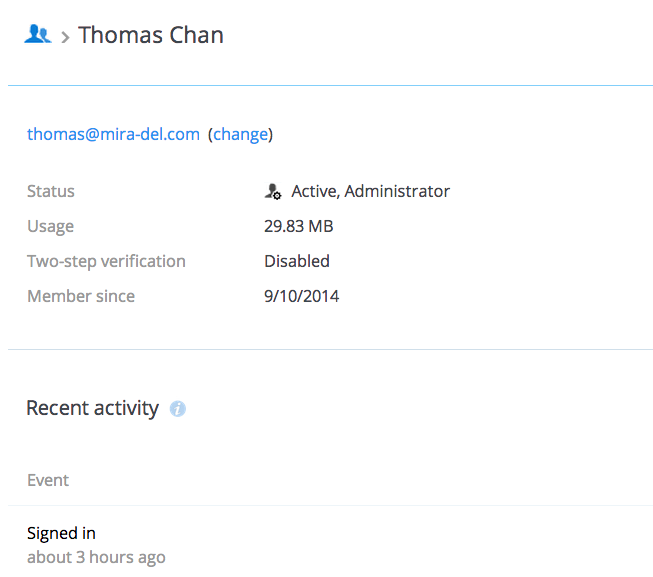 > Thomas Chan
thomas@mira-del.com (change)
Status Active, Administrator
Usage 29.83 MB
Two-step verification Disabled
Member since 9/10/2014
Recent activity i
Event
Signed in
about 3 hours ago